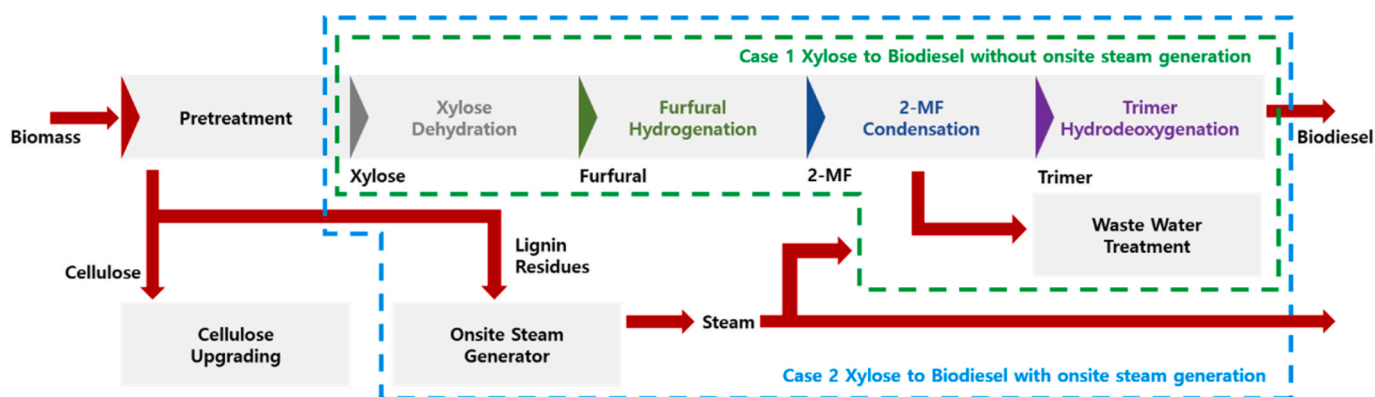 Case 1 Xylose to Biodiesel without onsite steam generation
Biomass
Pretreatment
Xylose
Dehydration
Furfural
Hydrogenation
2-MF
Condensation
Trimer
Hydrodeoxygenation
Biodiesel
Xylose
Furfural
2-MF
Trimer
Cellulose
Lignin
Residues
Waste Water
Treatment
Cellulose
Upgrading
Onsite Steam
Generator
Steam
Case 2 Xylose to Biodiesel with onsite steam generation